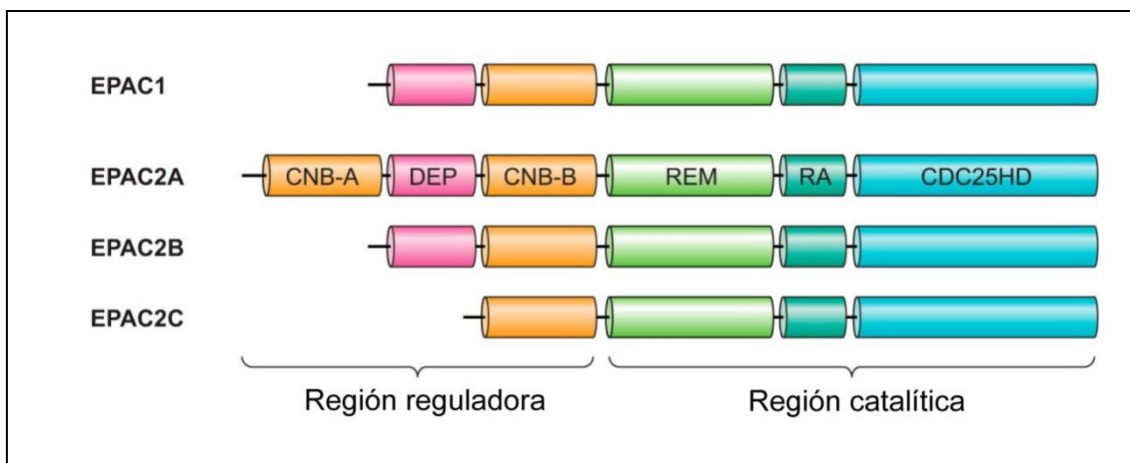 EPAC1
EPAC2A CNB-A DEP CNB-B REM RA CDC25HD
EPAC2B
EPAC2C
Región reguladora Región catalítica